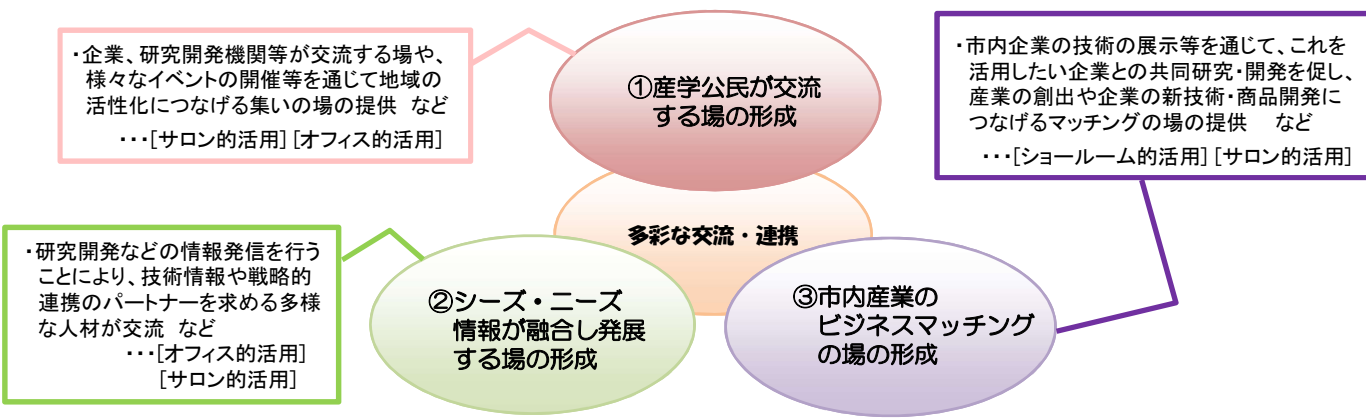 ・企業、研究開発機関等が交流する場や、
様々なイベントの開催等を通じて地域の
活性化につなげる集いの場の提供 など
・・・[サロン的活用] [オフィス的活用]
①産学公民が交流
する場の形成
・市内企業の技術の展示等を通じて、これを
活用したい企業との共同研究・開発を促し、
産業の創出や企業の新技術・商品開発に
つなげるマッチングの場の提供 など
・・・[ショールーム的活用] [サロン的活用]
多彩な交流・連携
・研究開発などの情報発信を行う
ことにより、技術情報や戦略的
連携のパートナーを求める多様
な人材が交流 など
・・・[オフィス的活用]
[サロン的活用]
②シーズ・ニーズ
情報が融合し発展
する場の形成
③市内産業の
ビジネスマッチング
の場の形成